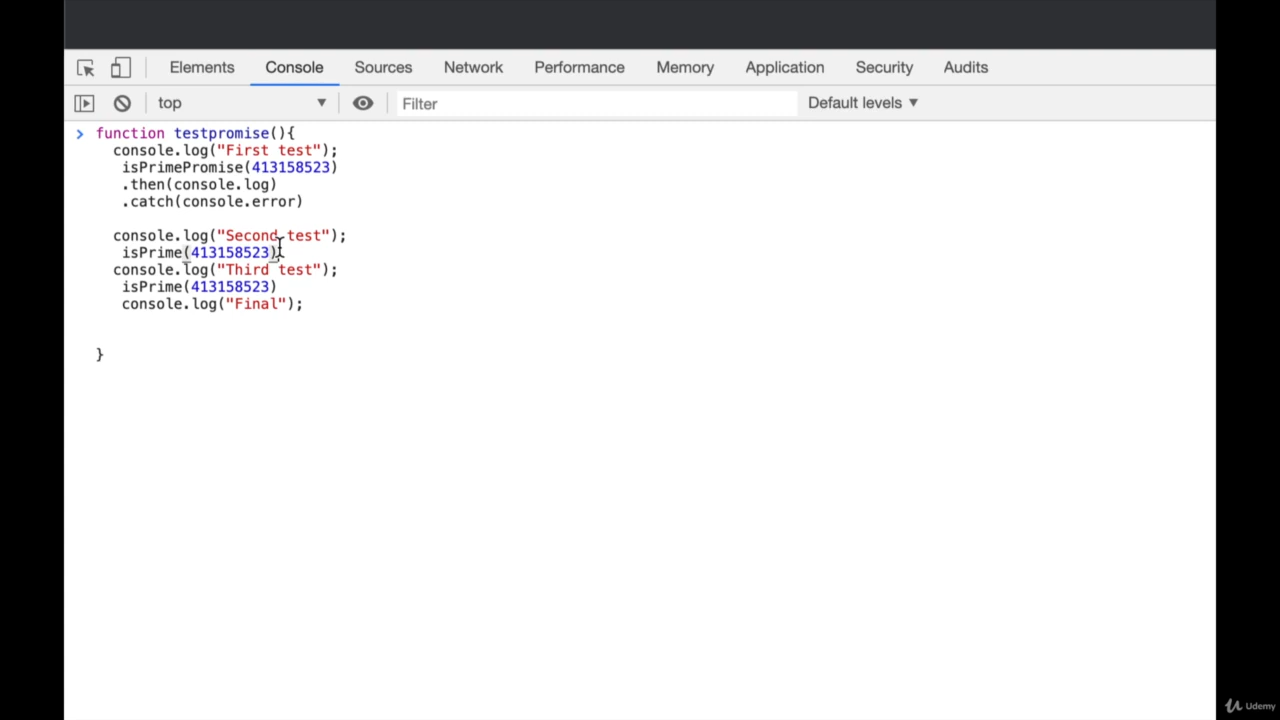 Elements Console Sources Network Performance Memory Application Security Audits
top ▼ Filter Default levels ▼
> function testpromise(){
console.log("First test");
isPrimePromise(413158523)
.then(console.log)
.catch(console.error)
console.log("Second test");
isPrime(413158523);
console.log("Third test");
isPrime(413158523)
console.log("Final");
}
Udemy